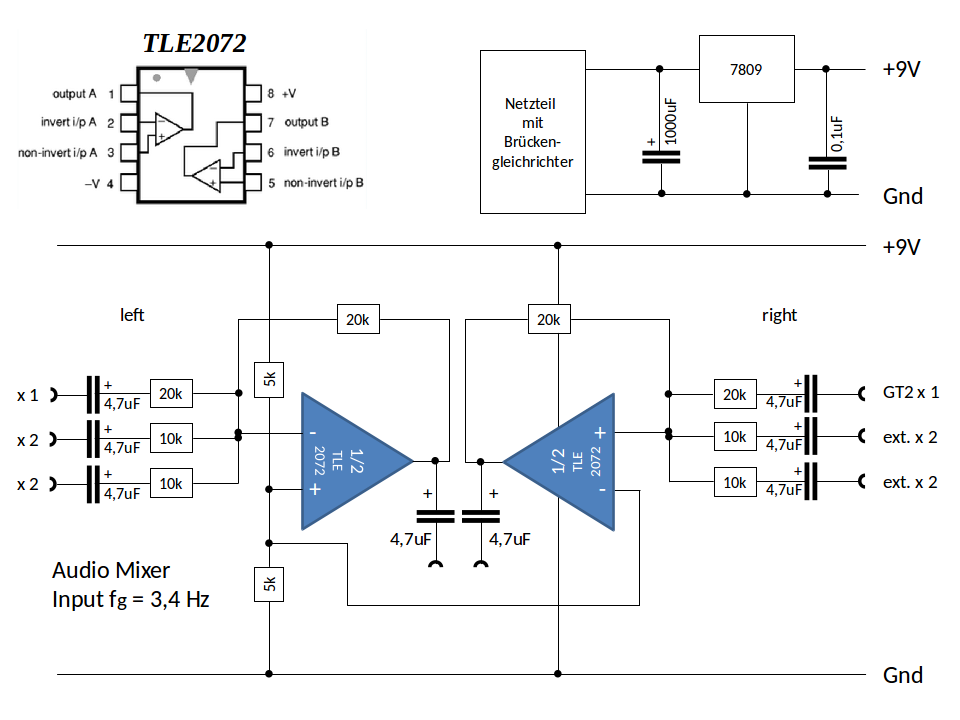 TLE2072
output A 1
invert i/p A 2
non-invert i/p A 3
−V 4
8 +V
7 output B
6 invert i/p B
5 non-invert i/p B
− +
− +
Netzteil
mit
Brücken-
gleichrichter
+ 1000uF
7809
0,1uF
+9V
Gnd
+9V
left
right
20k
20k
5k
x 1
+
4,7uF
20k
x 2
+
4,7uF
10k
x 2
+
4,7uF
10k
-
+
1/2
TLE
2072
1/2
TLE
2072
+
-
20k
+
4,7uF
GT2 x 1
10k
+
4,7uF
ext. x 2
10k
+
4,7uF
ext. x 2
+
4,7uF
+
4,7uF
5k
Audio Mixer
Input fg = 3,4 Hz
Gnd